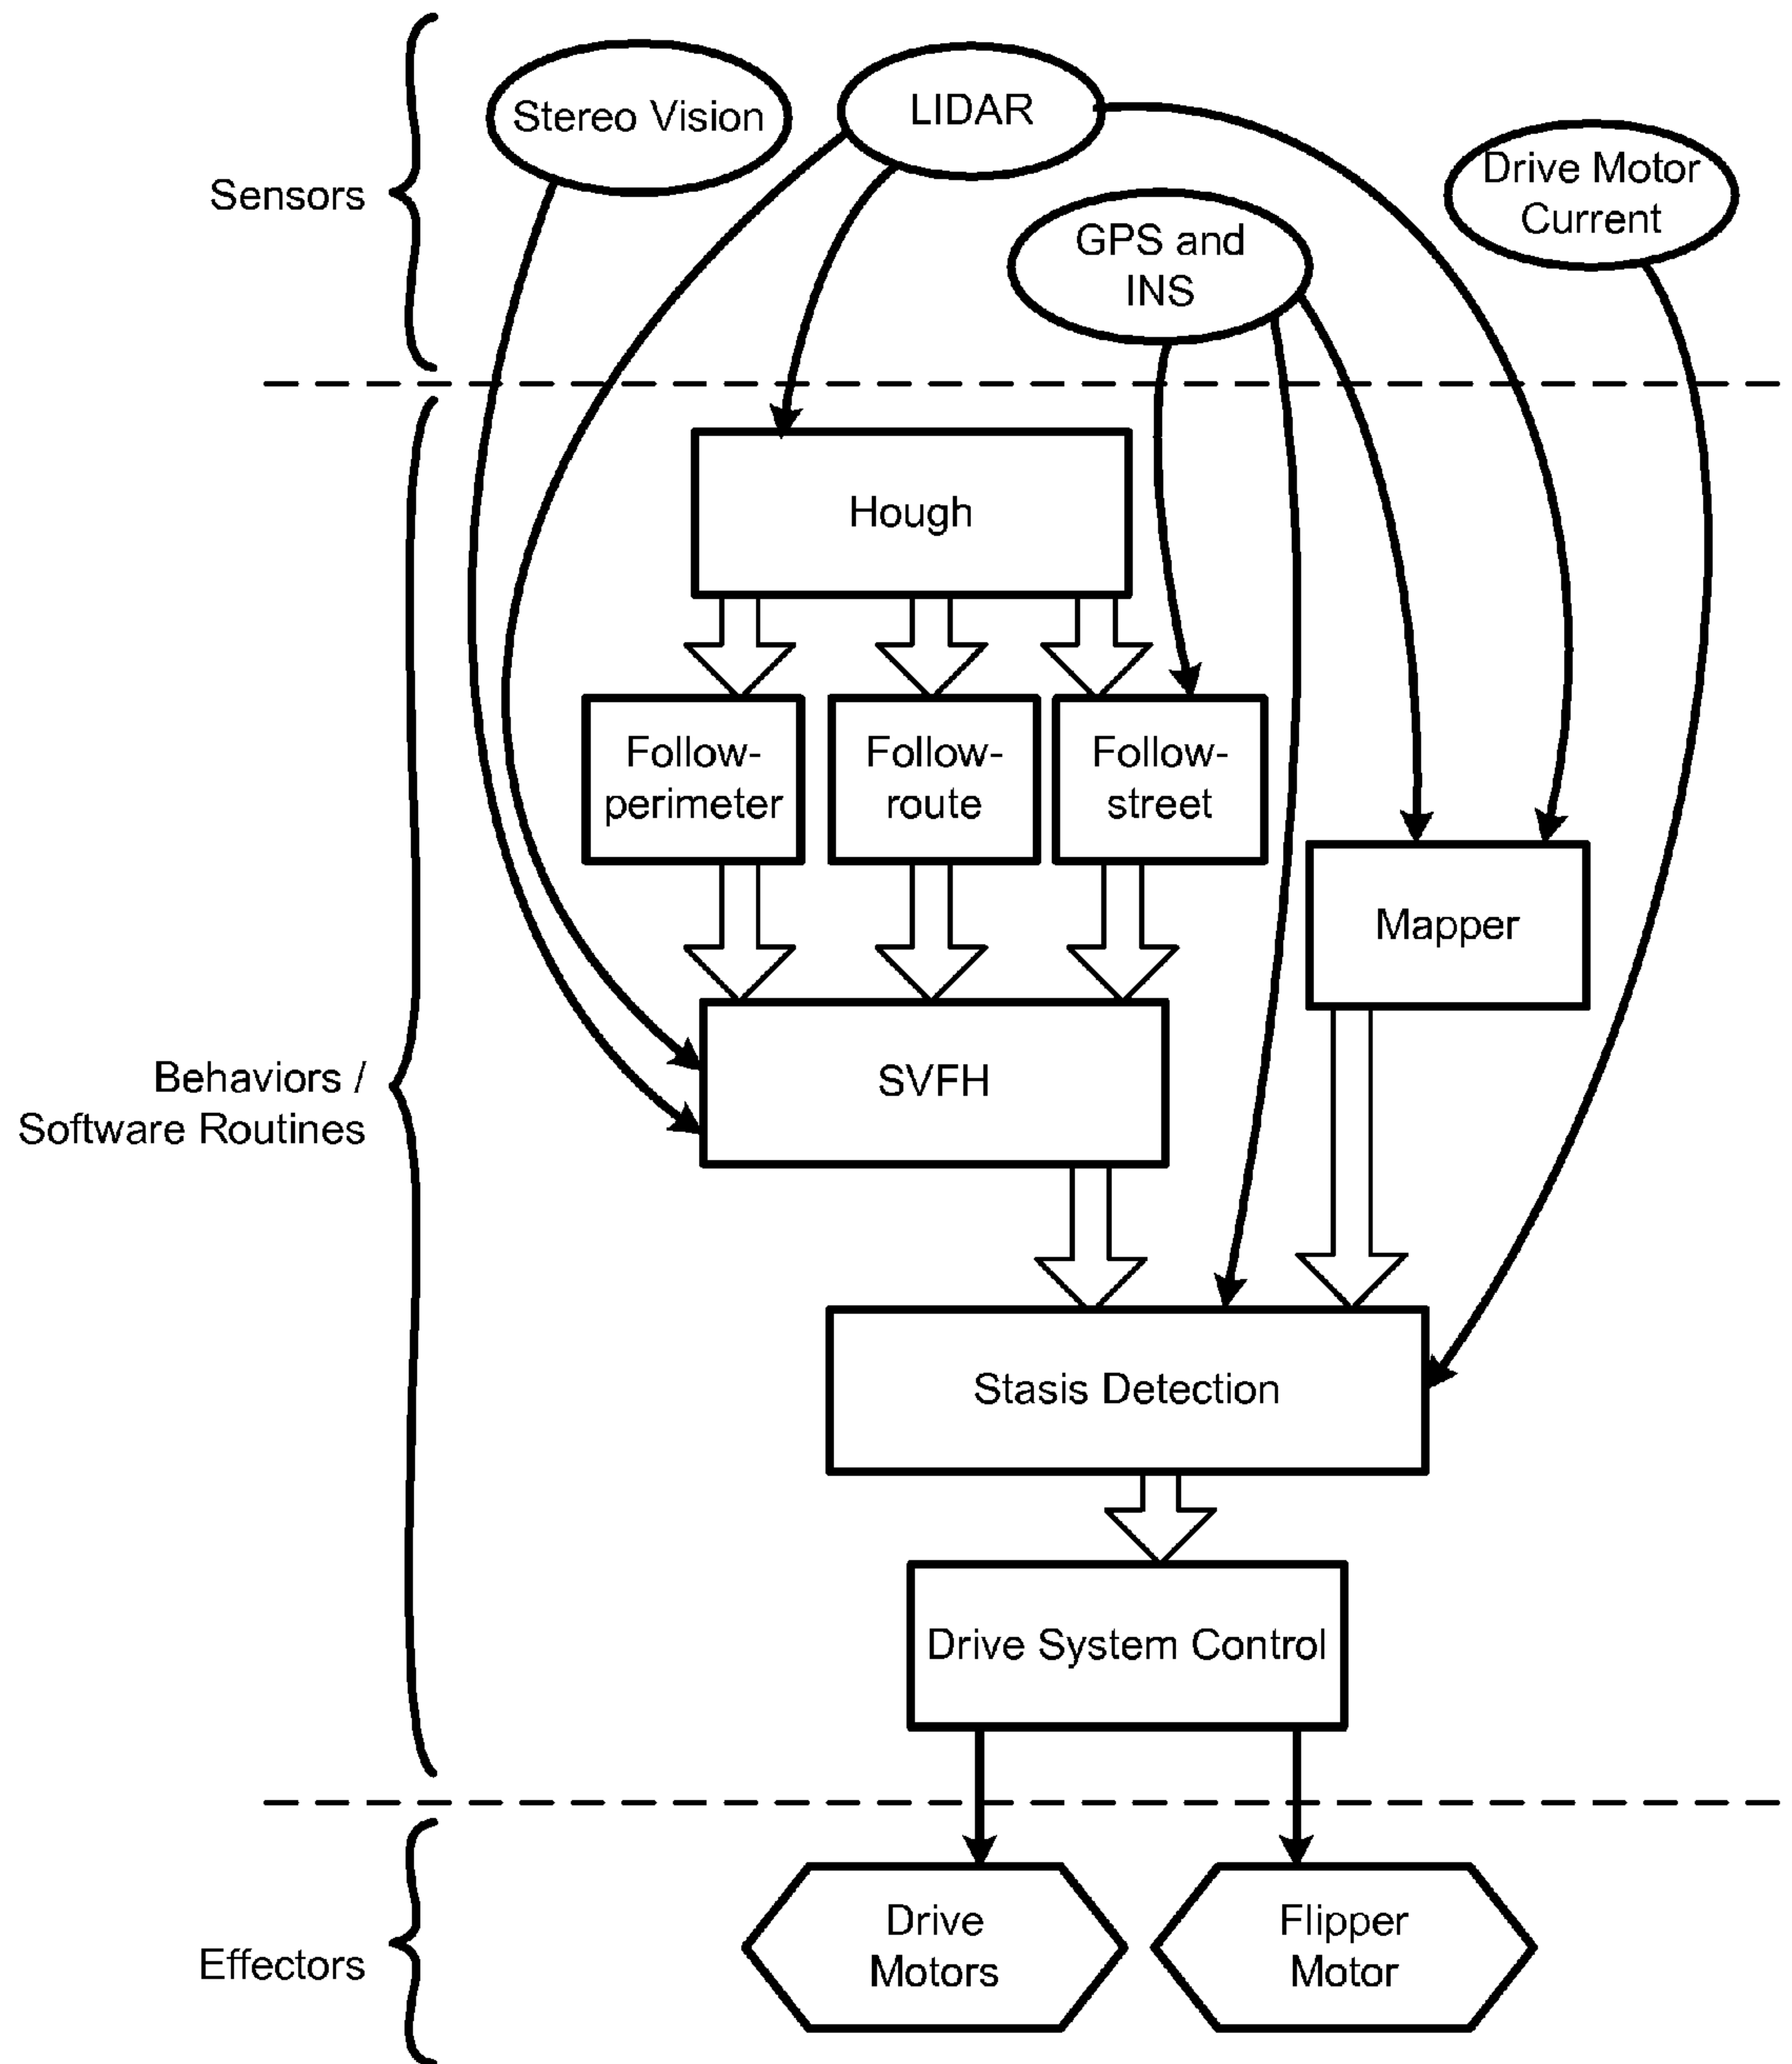 Stereo Vision
LIDAR
Drive Motor
Current
Sensors
GPS and
INS
Hough
Follow-
perimeter
Follow-
route
Follow-
street
Mapper
SVFH
Behaviors /
Software Routines
Stasis Detection
Drive System Control
Drive
Motors
Flipper
Motor
Effectors